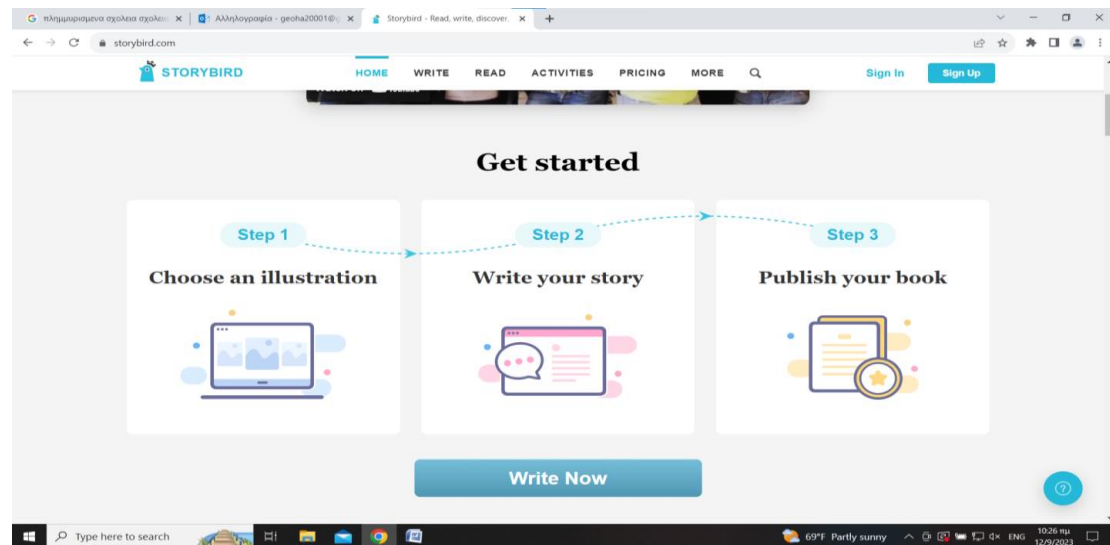 πλημμυρισμενα σχολεια σχολει
Αλληλογραφία - geoha20001@
Storybird - Read, write, discover,
storybird.com
STORYBIRD
HOME WRITE READ ACTIVITIES PRICING MORE
Sign In
Sign Up
Get started
Step 1
Step 2
Step 3
Choose an illustration
Write your story
Publish your book
Write Now
Type here to search
69°F Partly sunny
ENG
10:26 πμ
12/9/2023